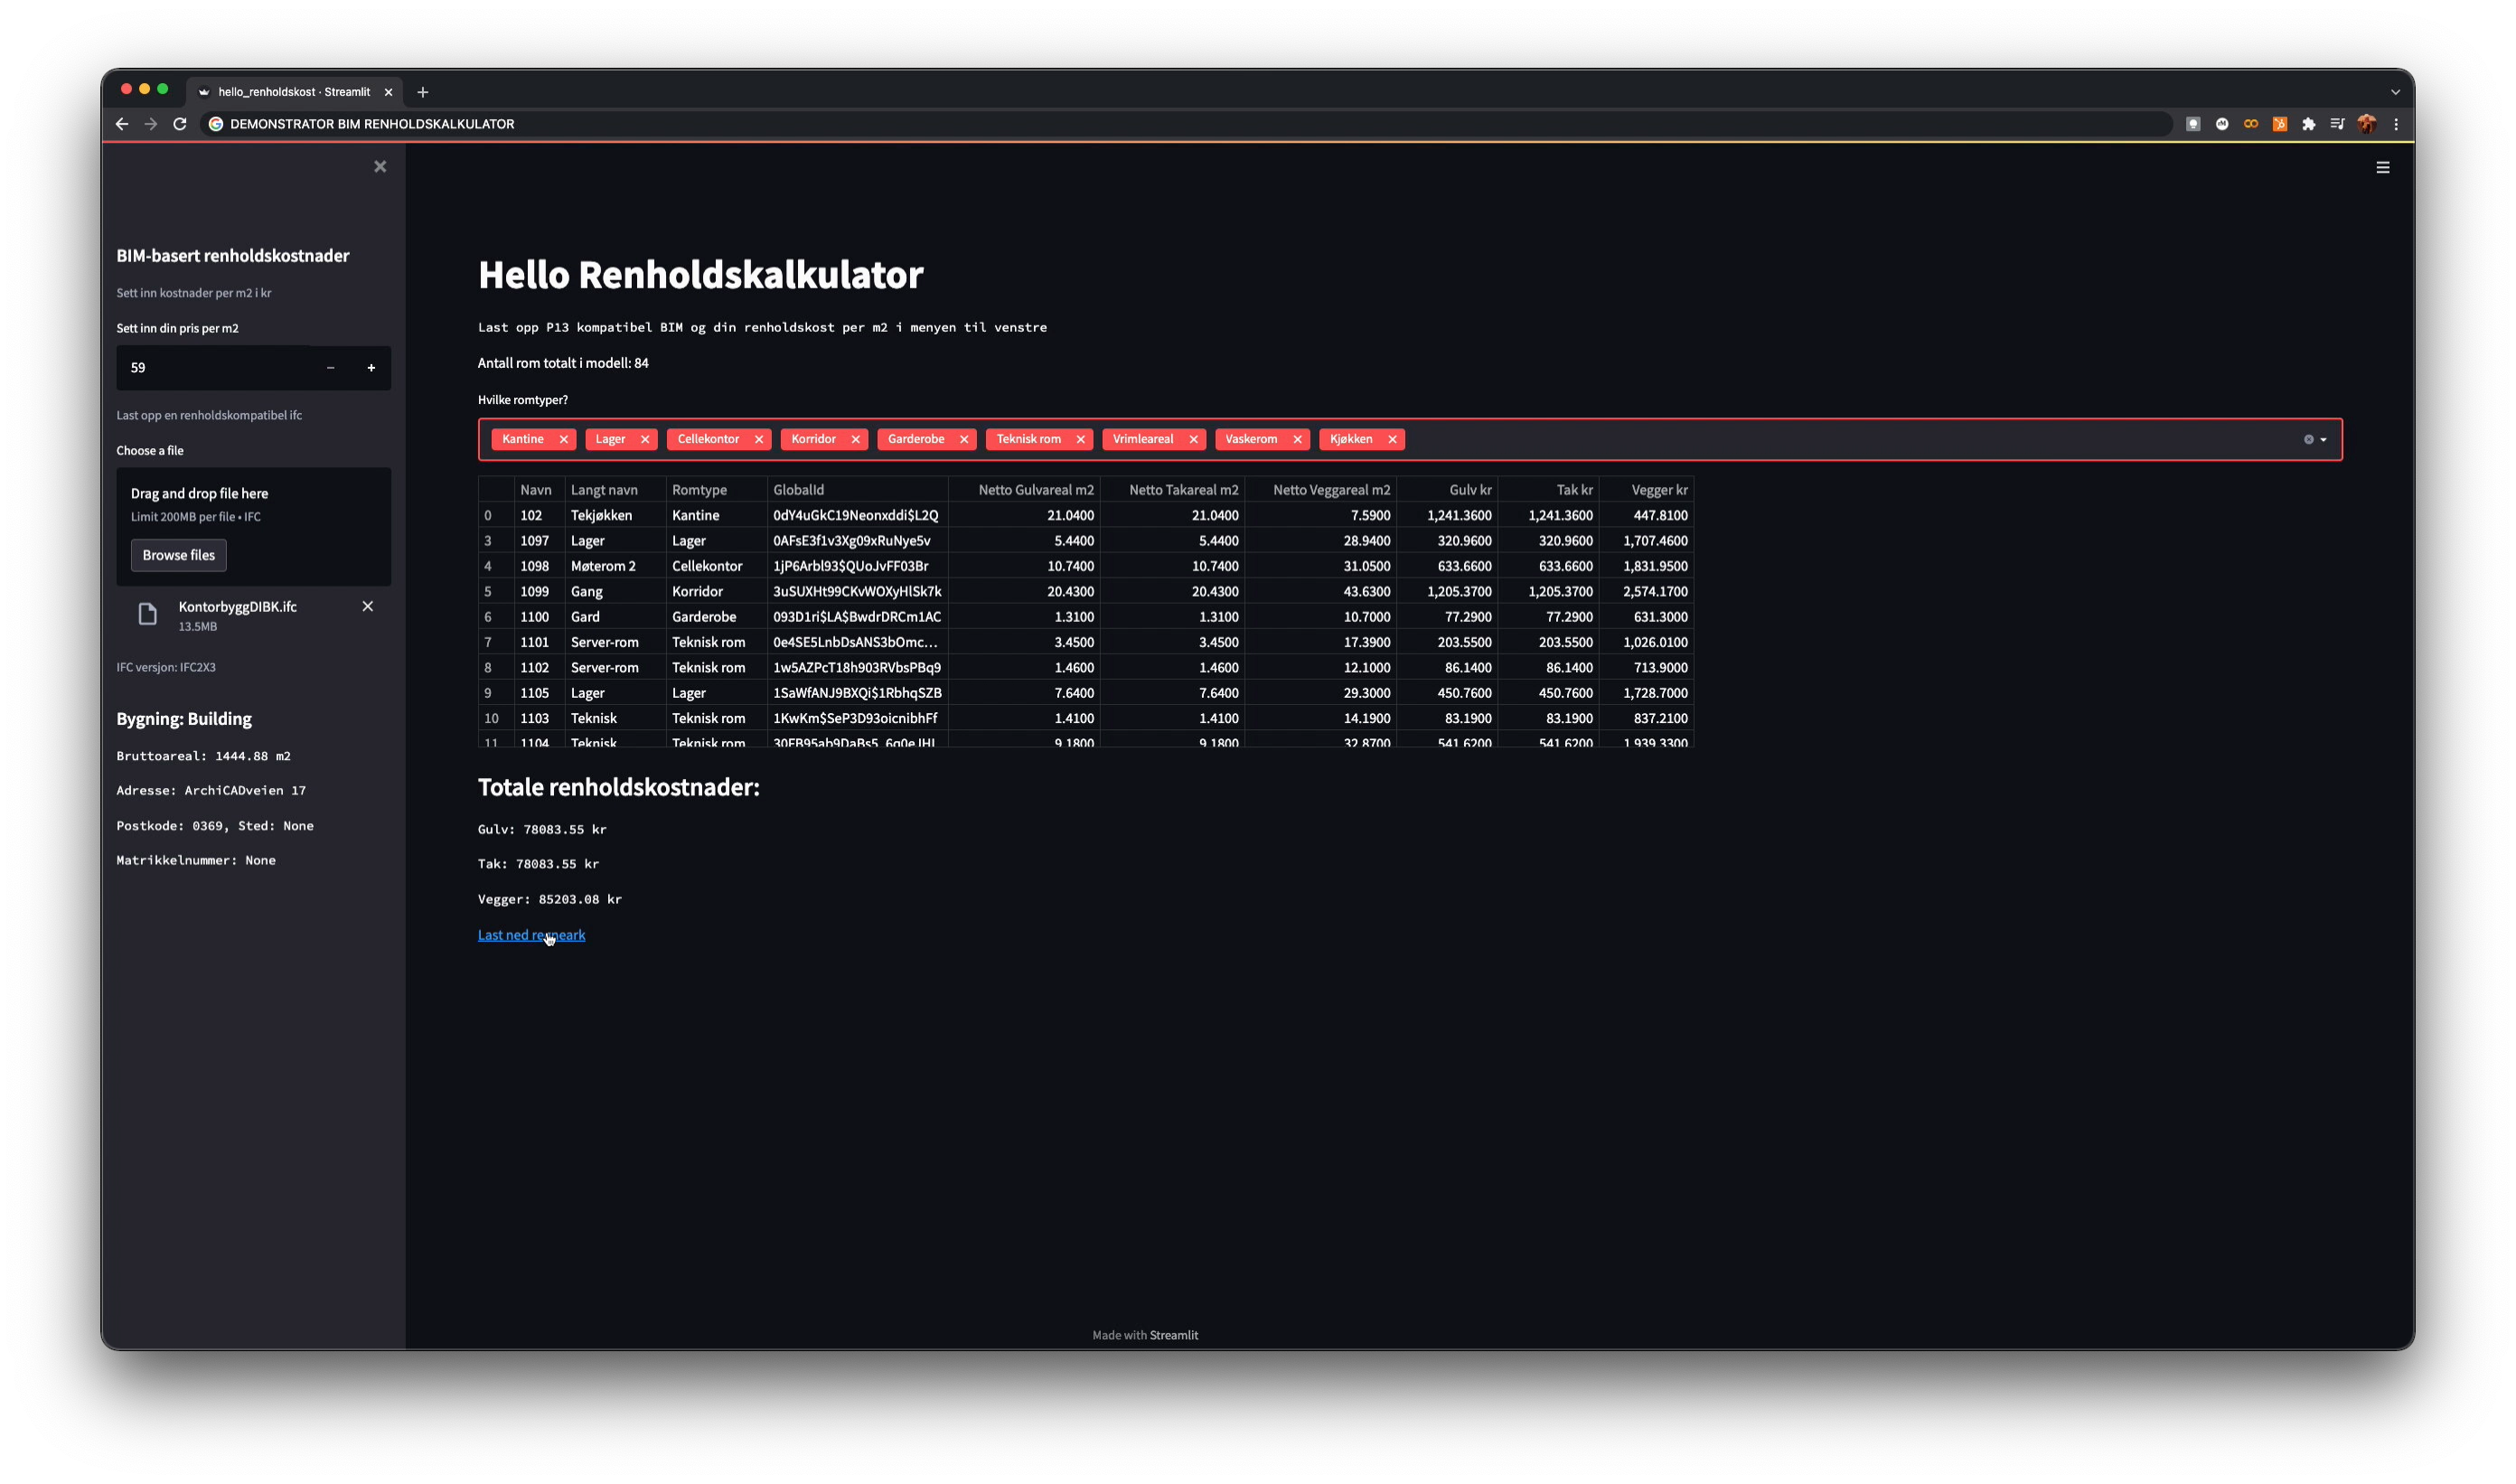 hello_renholdskost · Streamlit
DEMONSTRATOR BIM RENHOLDSKALKULATOR
BIM-basert renholdskostnader
Sett inn kostnader per m2 i kr
Sett inn din pris per m2
59
Last opp en renholdskompatibel ifc
Choose a file
Drag and drop file here
Limit 200MB per file • IFC
Browse files
KontorbyggDIBK.ifc
13.5MB
IFC versjon: IFC2X3
Bygning: Building
Bruttoareal: 1444.88 m2
Adresse: ArchiCADveien 17
Postkode: 0369, Sted: None
Matrikkelnummer: None
Hello Renholdskalkulator
Last opp P13 kompatibel BIM og din renholdskost per m2 i menyen til venstre
Antall rom totalt i modell: 84
Hvilke romtyper?
Kantine Lager Cellekontor Korridor Garderobe Teknisk rom Vrimleareal Vaskerom Kjøkken
Navn Langt navn Romtype GlobalId Netto Gulvareal m2 Netto Takareal m2 Netto Veggareal m2 Gulv kr Tak kr Vegger kr
0 102 Tekjøkken Kantine 0dY4uGkC19Neonxddi$L2Q 21.0400 21.0400 7.5900 1,241.3600 1,241.3600 447.8100
3 1097 Lager Lager 0AFsE3f1v3Xg09xRuNye5v 5.4400 5.4400 28.9400 320.9600 320.9600 1,707.4600
4 1098 Møterom 2 Cellekontor 1jP6Arbl93$QUoJvFF03Br 10.7400 10.7400 31.0500 633.6600 633.6600 1,831.9500
5 1099 Gang Korridor 3uSUXHt99CKvWOXyHlSk7k 20.4300 20.4300 43.6300 1,205.3700 1,205.3700 2,574.1700
6 1100 Gard Garderobe 093D1ri$LA$BwdrDRCm1AC 1.3100 1.3100 10.7000 77.2900 77.2900 631.3000
7 1101 Server-rom Teknisk rom 0e4SE5LnbDsANS3bOmc... 3.4500 3.4500 17.3900 203.5500 203.5500 1,026.0100
8 1102 Server-rom Teknisk rom 1w5AZPcT18h903RVbsPBq9 1.4600 1.4600 12.1000 86.1400 86.1400 713.9000
9 1105 Lager Lager 1SaWfANJ9BXQi$1RbhqSZB 7.6400 7.6400 29.3000 450.7600 450.7600 1,728.7000
10 1103 Teknisk Teknisk rom 1KwKm$SeP3D93oicnibhFf 1.4100 1.4100 14.1900 83.1900 83.1900 837.2100
11 1104 Teknisk Teknisk rom 9.1800 9.1800 32.8700 541.6200 541.6200 1,939.3300
Totale renholdskostnader:
Gulv: 78083.55 kr
Tak: 78083.55 kr
Vegger: 85203.08 kr
Last ned regneark
Made with Streamlit